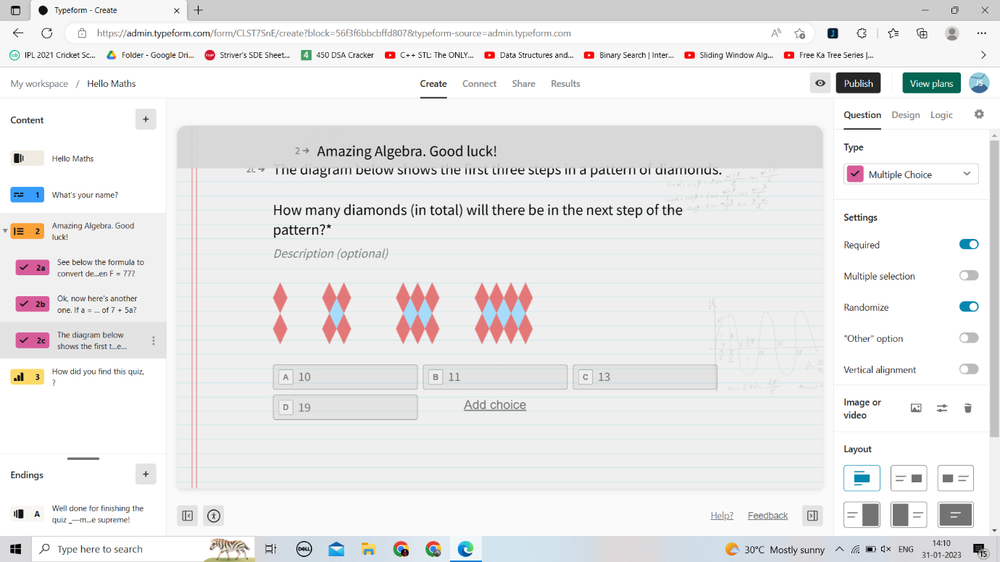 Typeform - Create
https://admin.typeform.com/form/CLST7SnE/create?block=56f3f6bbcbffd807&typeform-source=admin.typeform.com
IPL 2021 Cricket Sc...
Folder - Google Dri...
Striver's SDE Sheet...
450 DSA Cracker
C++ STL: The ONLY...
Data Structures and...
Binary Search | Inter...
Sliding Window Alg...
Free Ka Tree Series |...
My workspace / Hello Maths
Create
Connect
Share
Results
Publish
View plans
JS
Content
+
Hello Maths
1 What's your name?
2 Amazing Algebra. Good
luck!
2a See below the formula to
convert de...en F = 77?
2b Ok, now here's another
one. If a = ... of 7 + 5a?
2c The diagram below
shows the first t...e...
3 How did you find this quiz,
?
Endings
+
A Well done for finishing the
quiz _—m...e supreme!
2 → Amazing Algebra. Good luck!
2c → The diagram below shows the first three steps in a pattern of diamonds.
How many diamonds (in total) will there be in the next step of the
pattern?*
Description (optional)
A 10
B 11
C 13
D 19
Add choice
Help?
Feedback
Question
Design
Logic
Type
Multiple Choice
Settings
Required
Multiple selection
Randomize
"Other" option
Vertical alignment
Image or
video
Layout
Type here to search
DELL
30°C Mostly sunny
ENG
14:10
31-01-2023
15